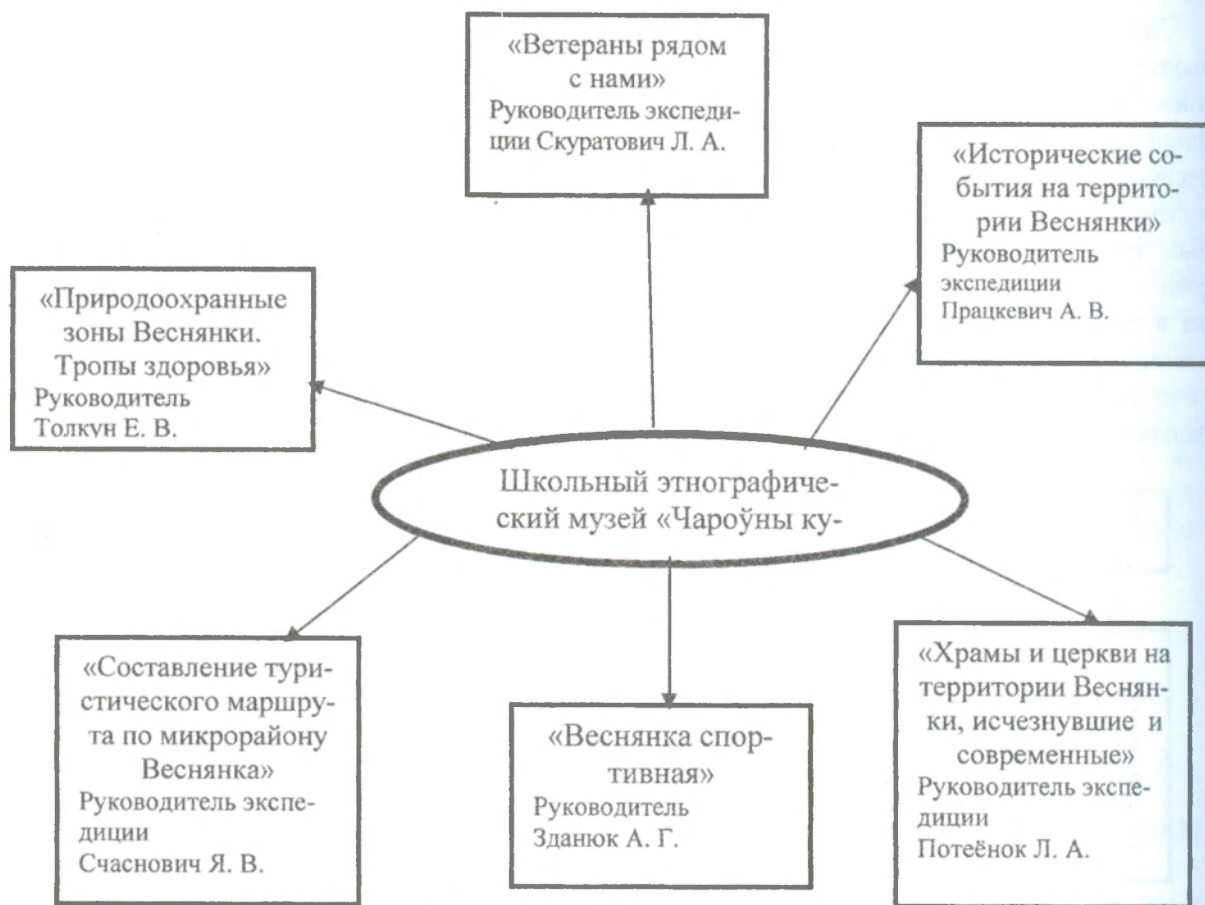 «Ветераны рядом
с нами»
Руководитель экспеди-
ции Скуратович Л. А.
«Исторические со-
бытия на террито-
рии Веснянки»
Руководитель
экспедиции
Працкевич А. В.
«Природоохранные
зоны Веснянки.
Тропы здоровья»
Руководитель
Толкун Е. В.
Школьный этнографиче-
ский музей «Чароўны ку-
«Составление тури-
стического маршру-
та по микрорайону
Веснянка»
Руководитель экспе-
диции
Счаснович Я. В.
«Веснянка спор-
тивная»
Руководитель
Зданюк А. Г.
«Храмы и церкви на
территории Веснян-
ки, исчезнувшие и
современные»
Руководитель экспе-
диции
Потеёнок Л. А.